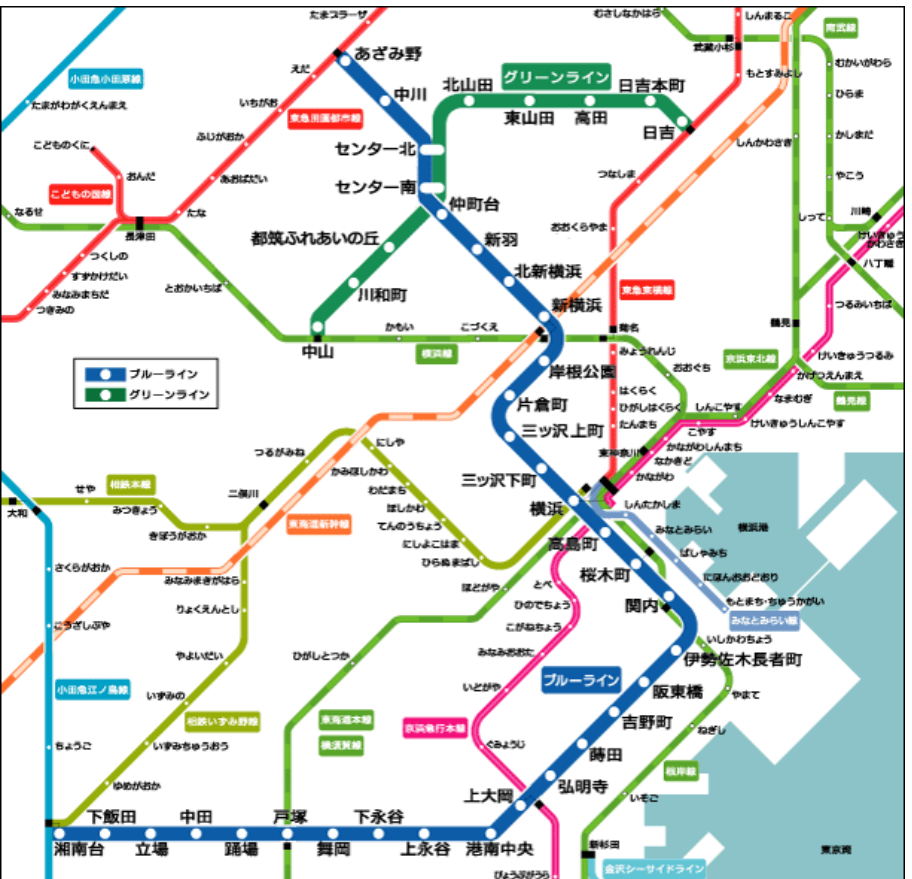 たまプラーザ
むさしなかはら
しんまるこ
南武線
あざみ野
武蔵小杉
むかいがわら
小田急小田原線
えだ
北山田
グリーンライン
日吉本町
もとすみよし
たまがわがくえんまえ
いちがお
中川
ひらま
東急田園都市線
東山田
高田
日吉
ふじがおか
しんかわさき
かしまだ
こどものくに
センター北
おんだ
あおばだい
つなしま
やこう
こどもの国線
センター南
なるせ
たな
仲町台
しって
川崎
長津田
都筑ふれあいの丘
新羽
おおくらやま
けいきゅう
かわさき
つくしの
八丁畷
すずかけだい
北新横浜
とおかいちば
みなみまちだ
川和町
東急東横線
つきみの
新横浜
つるみいちば
かもい
こづくえ
菊名
鶴見
中山
横浜線
みょうれんじ
京浜東北線
けいきゅうつるみ
ブルーライン
岸根公園
おおぐち
かげつえんまえ
グリーンライン
はくらく
なまむぎ
鶴見線
片倉町
ひがしはくらく
しんこやす
たんまち
けいきゅうしんこやす
三ッ沢上町
こやす
にしや
かながわしんまち
つるがみね
東神奈川
なかきど
かみほしかわ
かながわ
相鉄本線
せや
二俣川
わだまち
三ッ沢下町
みつきょう
ほしかわ
横浜
しんたかしま
大和
東海道新幹線
てんのうちょう
みなとみらい
横浜港
きぼうがおか
にしよこはま
高島町
ばしゃみち
さくらがおか
ひらぬまばし
みなみまきがはら
ほどがや
とべ
桜木町
にほんおおどおり
りょくえんとし
ひのでちょう
関内
もとまち・ちゅうかがい
こうざしぶや
こがねちょう
みなとみらい線
やよいだい
ひがしとつか
みなみおおた
いしかわちょう
伊勢佐木長者町
小田急江ノ島線
いずみの
いとがや
ブルーライン
阪東橋
やまて
相鉄いずみ野線
東海道本線
京浜急行本線
吉野町
ねぎし
ちょうご
いずみちゅうおう
横須賀線
ぐみょうじ
蒔田
根岸線
ゆめがおか
上大岡
弘明寺
いそご
下飯田
中田
戸塚
下永谷
湘南台
立場
踊場
舞岡
上永谷
港南中央
新杉田
東京湾
金沢シーサイドライン
びょうぶがうら